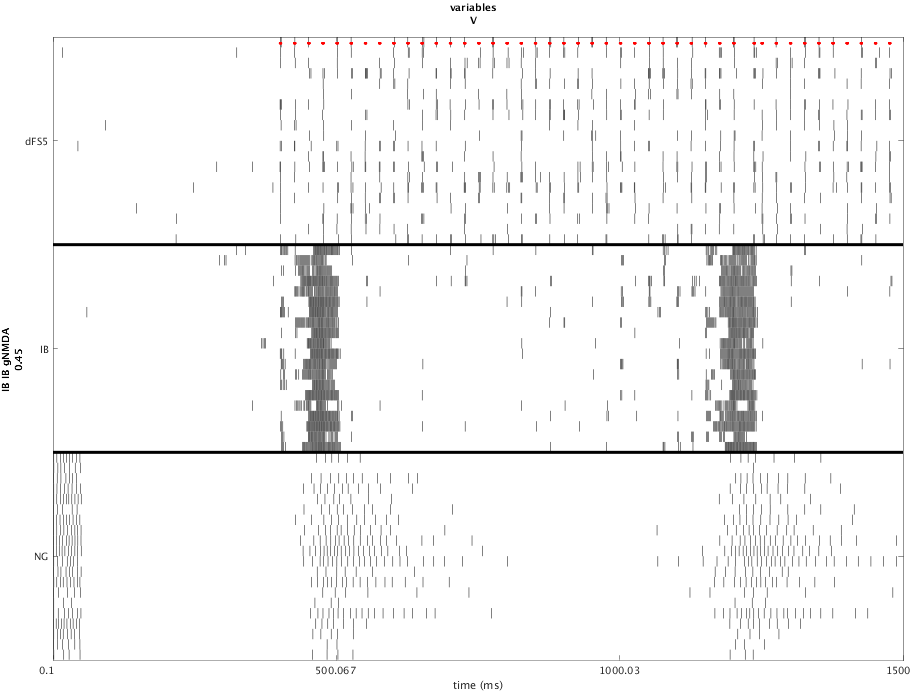 variables
V
dFS5
IB
NG
IB IB gNMDA
0.45
0.1
500.067
1000.03
1500
time (ms)